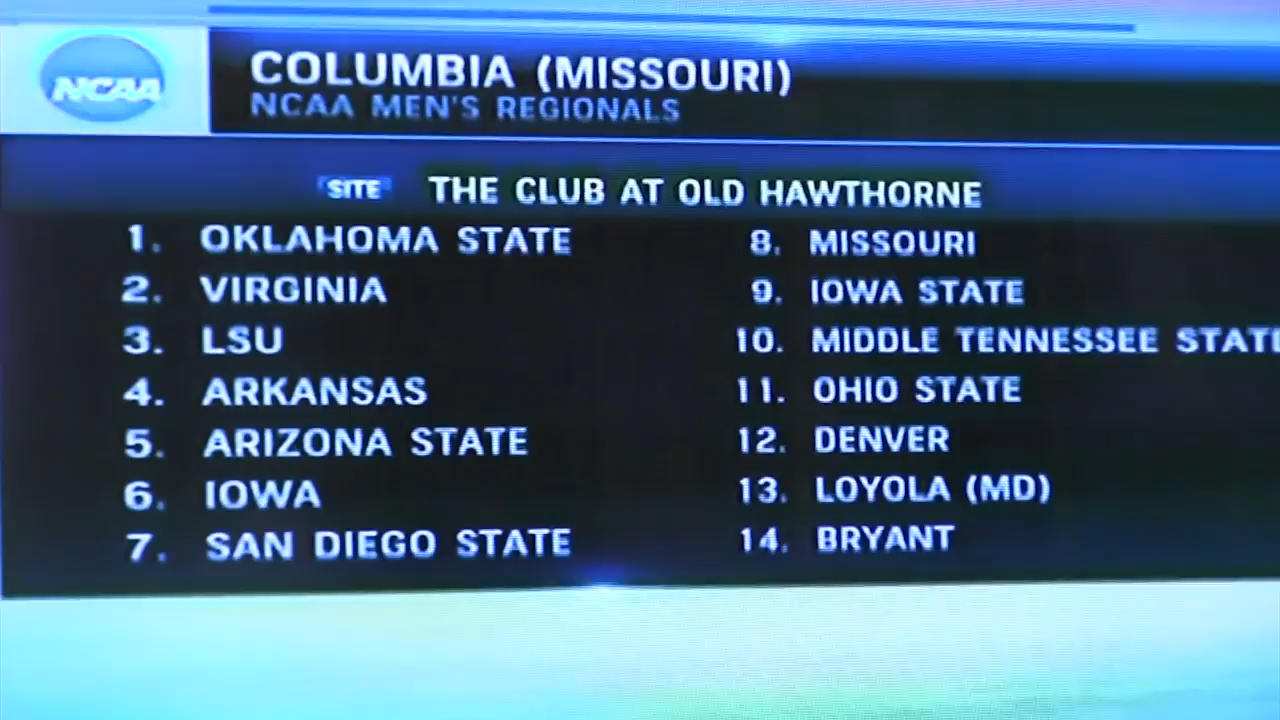 NCAA
COLUMBIA (MISSOURI)
NCAA MEN'S REGIONALS
SITE THE CLUB AT OLD HAWTHORNE
1. OKLAHOMA STATE
2. VIRGINIA
3. LSU
4. ARKANSAS
5. ARIZONA STATE
6. IOWA
7. SAN DIEGO STATE
8. MISSOURI
9. IOWA STATE
10. MIDDLE TENNESSEE STATE
11. OHIO STATE
12. DENVER
13. LOYOLA (MD)
14. BRYANT